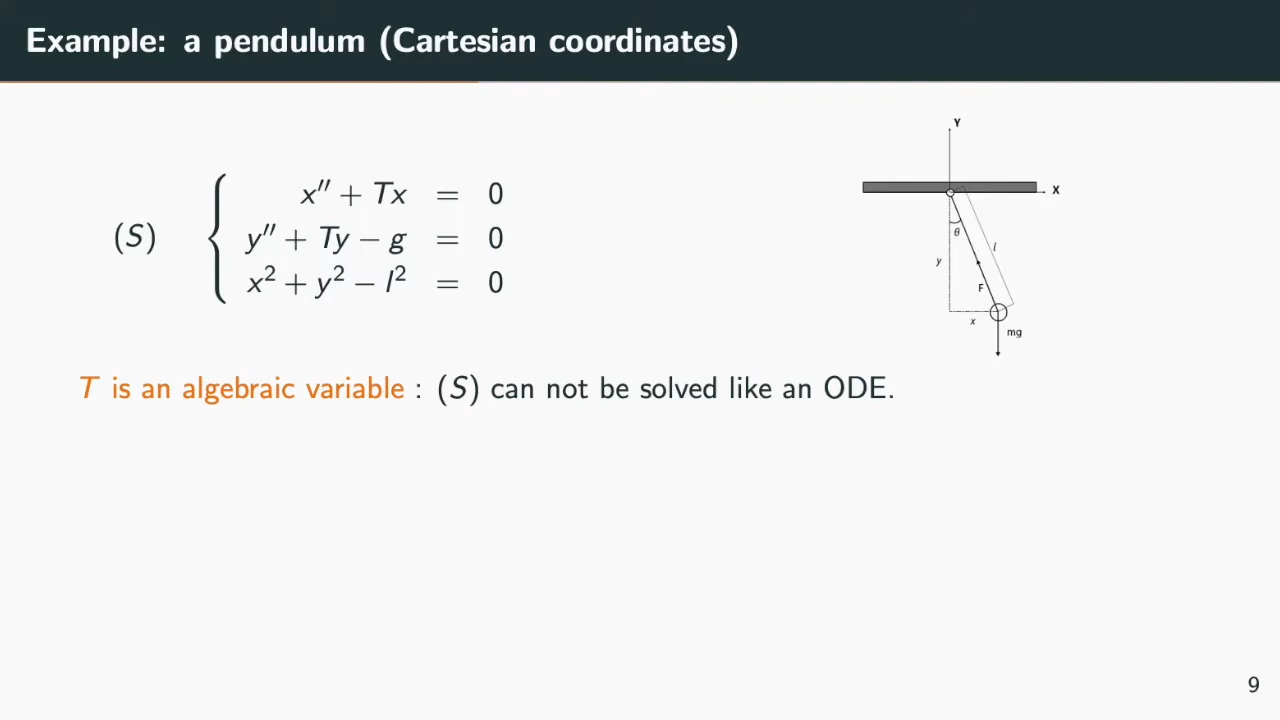 Example: a pendulum (Cartesian coordinates)
(S)
x″ + Tx = 0
y″ + Ty − g = 0
x² + y² − l² = 0
Y
X
θ
l
y
F
x
mg
T is an algebraic variable : (S) can not be solved like an ODE.
9